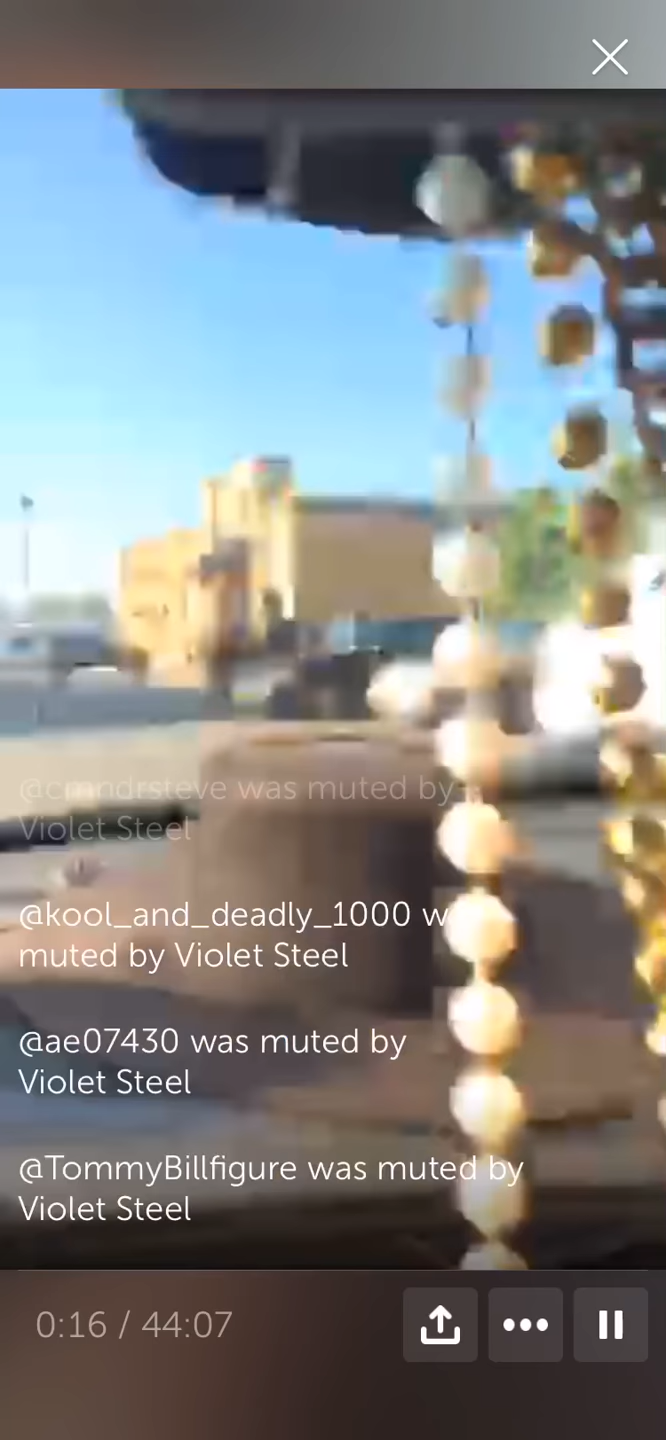 @cmndrsteve was muted by
Violet Steel
@kool_and_deadly_1000 w
muted by Violet Steel
@ae07430 was muted by
Violet Steel
@TommyBillfigure was muted by
Violet Steel
0:16 / 44:07